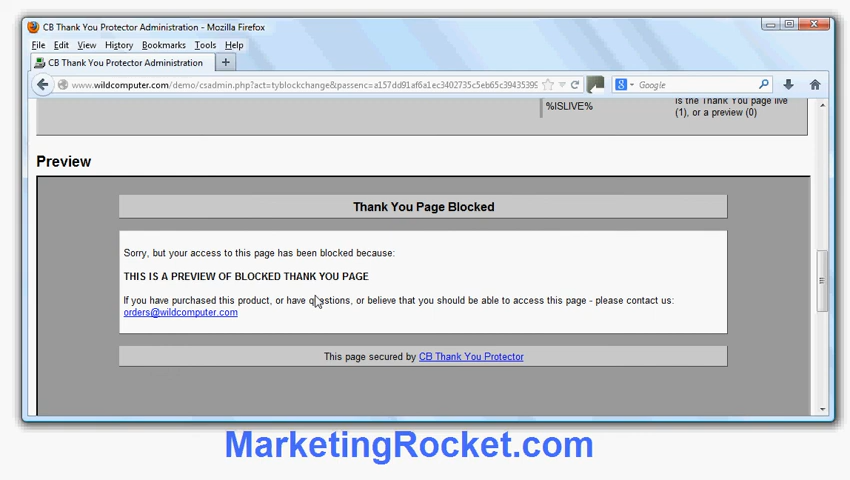 CB Thank You Protector Administration - Mozilla Firefox
File Edit View History Bookmarks Tools Help
CB Thank You Protector Administration +
www.wildcomputer.com/demo/csadmin.php?act=tyblockchange&passenc=a157dd91af6a1ec3402735c5eb65c39435395 Google
%ISLIVE% is the Thank You page live
(1), or a preview (0)
Preview
Thank You Page Blocked
Sorry, but your access to this page has been blocked because:
THIS IS A PREVIEW OF BLOCKED THANK YOU PAGE
If you have purchased this product, or have questions, or believe that you should be able to access this page - please contact us:
orders@wildcomputer.com
This page secured by CB Thank You Protector
MarketingRocket.com